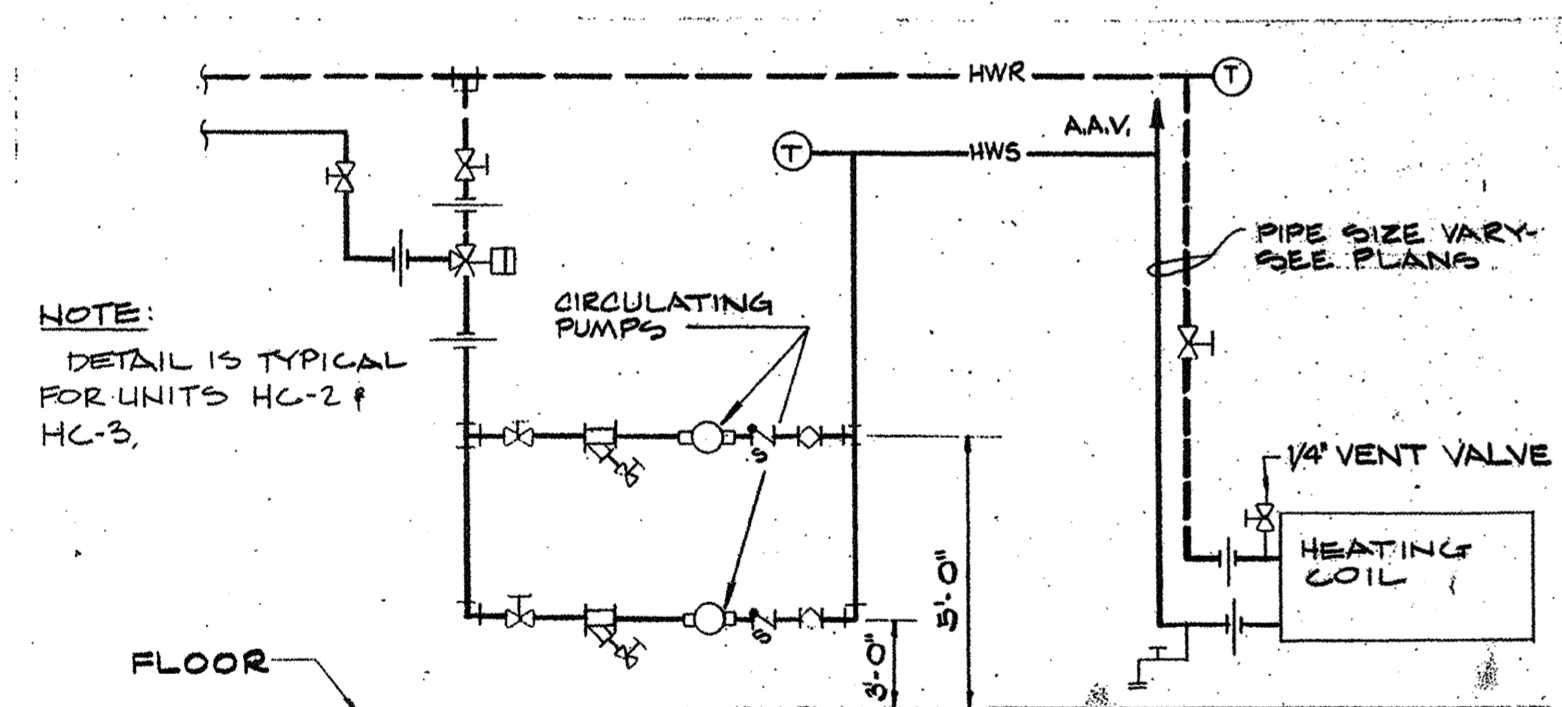 HWR
T
A.A.V.
T
HWS
PIPE SIZE VARY-
SEE PLANS
CIRCULATING
PUMPS
NOTE:
DETAIL IS TYPICAL
FOR UNITS HC-2 &
HC-3.
S
1/4" VENT VALVE
HEATING
COIL
5'-0"
S
3'-0"
FLOOR